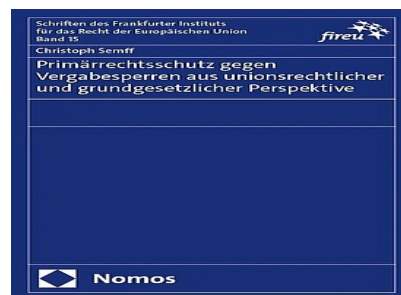 Schriften des Frankfurter Instituts
für das Recht der Europäischen Union
Band 15
fireu
Christoph Semff
Primärrechtsschutz gegen
Vergabesperren aus unionsrechtlicher
und grundgesetzlicher Perspektive
Nomos